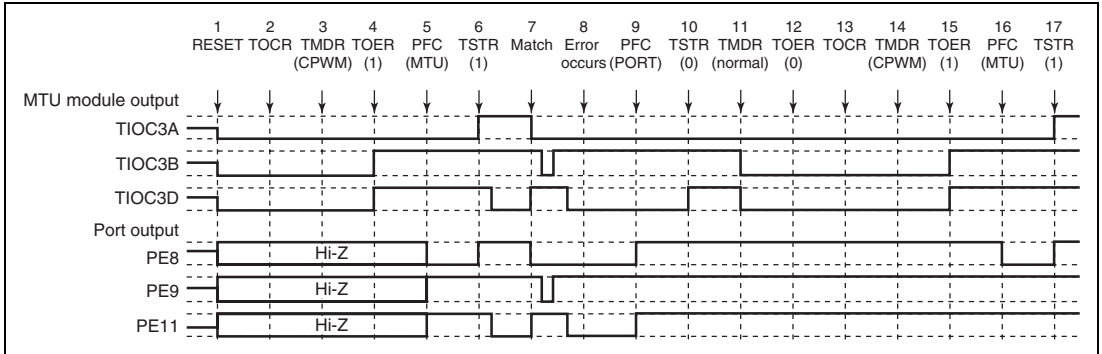 1 2 3 4 5 6 7 8 9 10 11 12 13 14 15 16 17
RESET TOCR TMDR TOER PFC TSTR Match Error PFC TSTR TMDR TOER TOCR TMDR TOER PFC TSTR
(CPWM) (1) (MTU) (1) occurs (PORT) (0) (normal) (0) (CPWM) (1) (MTU) (1)
MTU module output
TIOC3A
TIOC3B
TIOC3D
Port output
PE8 Hi-Z
PE9 Hi-Z
PE11 Hi-Z